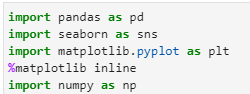 import pandas as pd
import seaborn as sns
import matplotlib.pyplot as plt
%matplotlib inline
import numpy as np